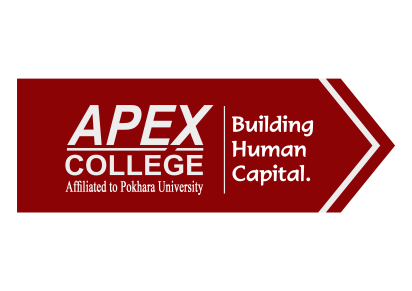 APEX
COLLEGE
Affiliated to Pokhara University
Building
Human
Capital.